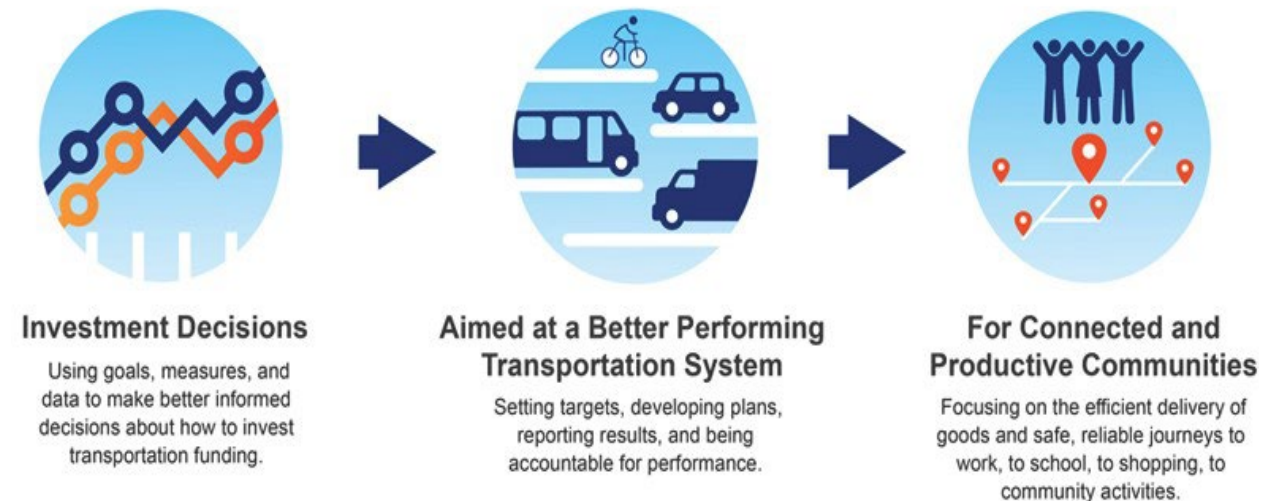 Investment Decisions
Using goals, measures, and
data to make better informed
decisions about how to invest
transportation funding.
Aimed at a Better Performing
Transportation System
Setting targets, developing plans,
reporting results, and being
accountable for performance.
For Connected and
Productive Communities
Focusing on the efficient delivery of
goods and safe, reliable journeys to
work, to school, to shopping, to
community activities.